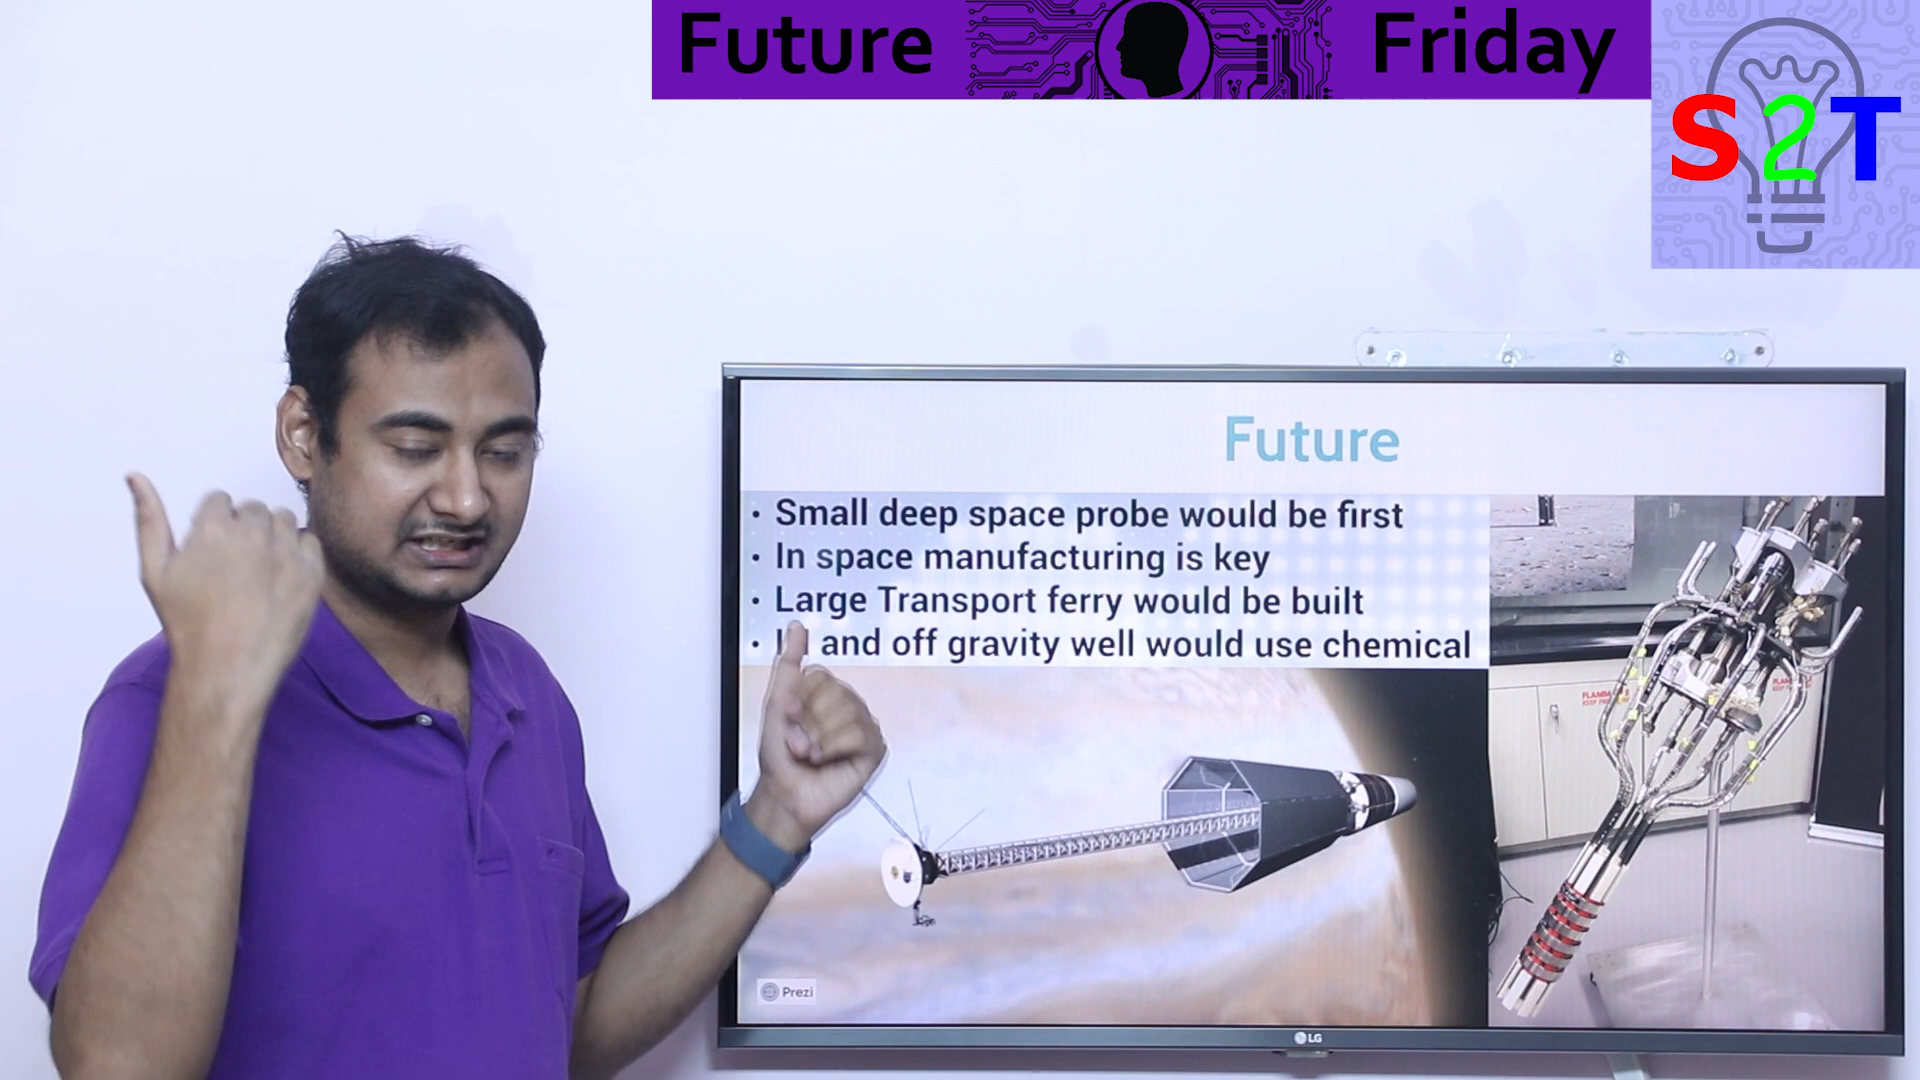 Future Friday
S2T
Future
• Small deep space probe would be first
• In space manufacturing is key
• Large Transport ferry would be built
• and off gravity well would use chemical
Prezi
LG